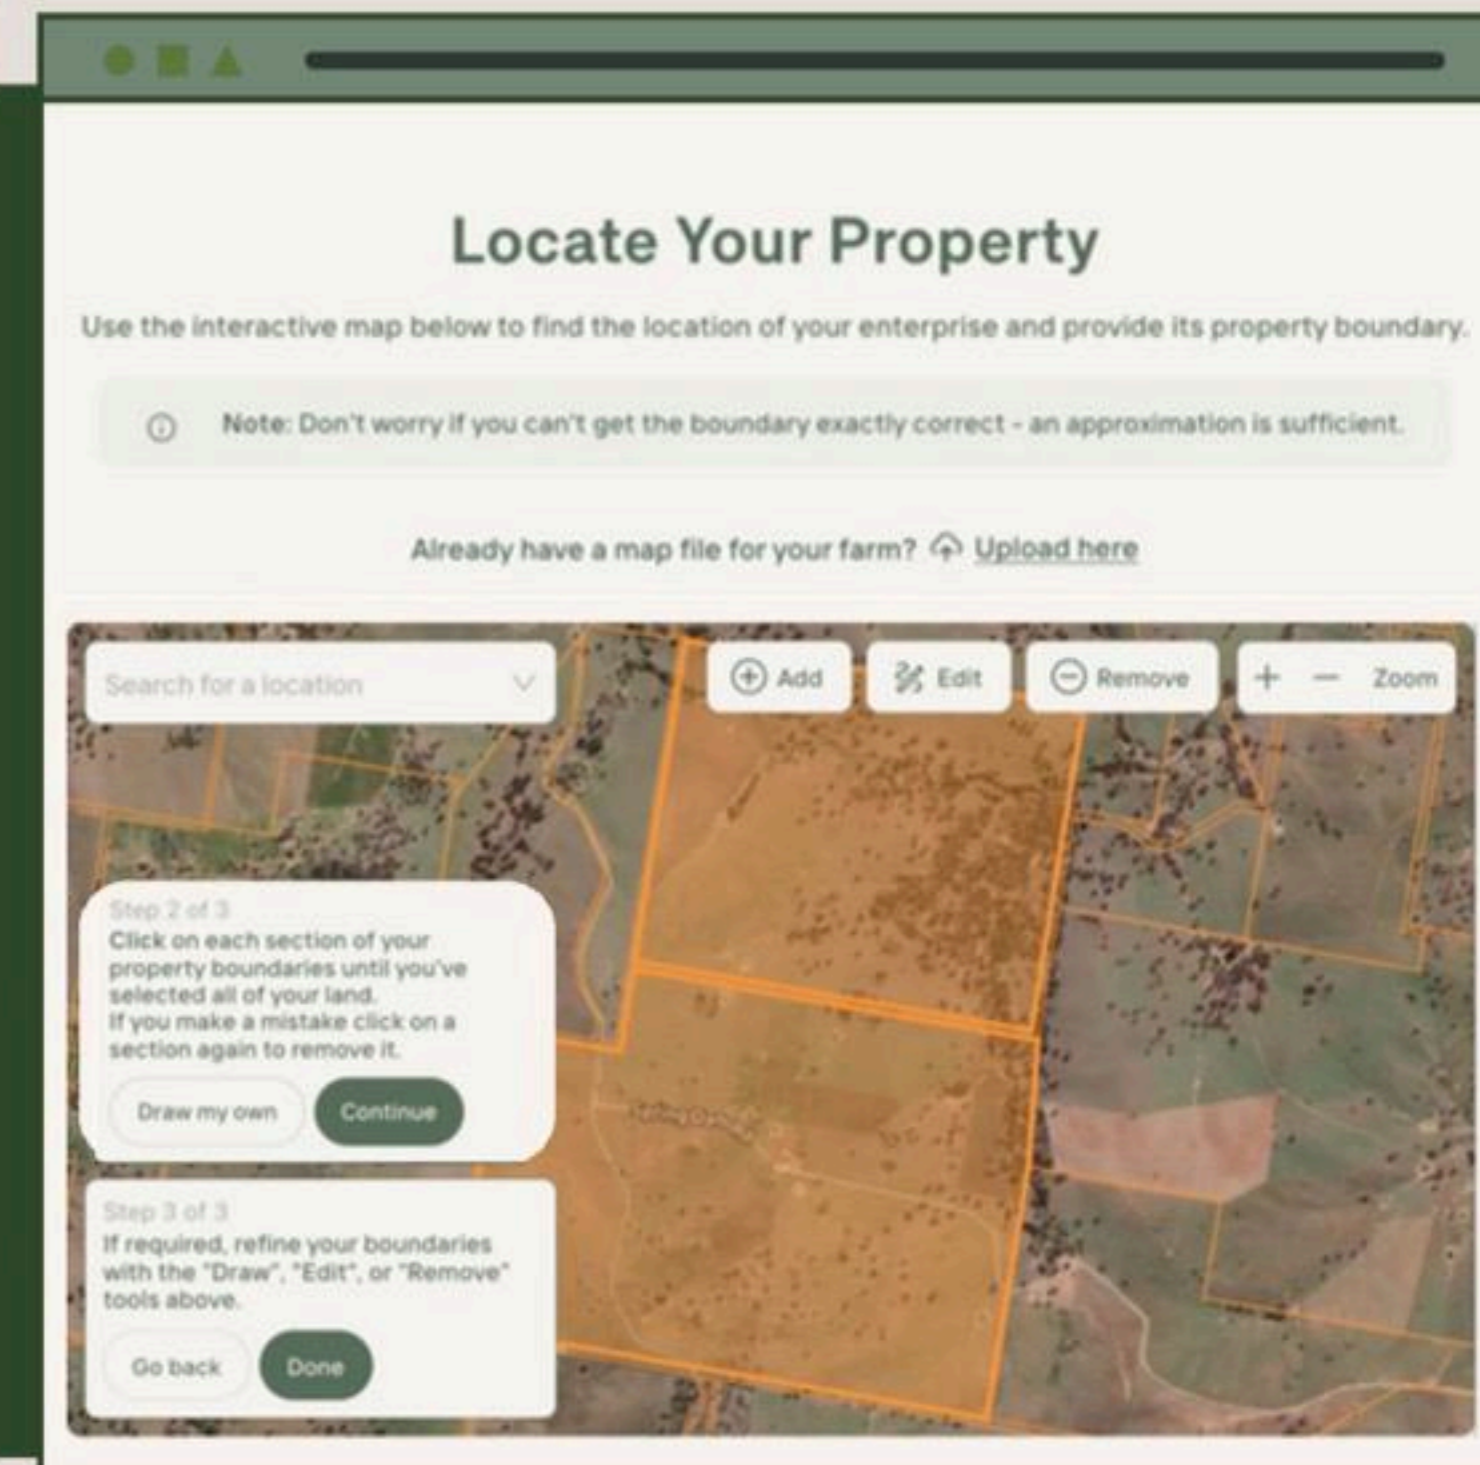 Locate Your Property
Use the interactive map below to find the location of your enterprise and provide its property boundary.
Note: Don't worry if you can't get the boundary exactly correct - an approximation is sufficient.
Already have a map file for your farm? Upload here
Search for a location
Add
Edit
Remove
+ − Zoom
Step 2 of 3
Click on each section of your
property boundaries until you've
selected all of your land.
If you make a mistake click on a
section again to remove it.
Draw my own
Continue
Step 3 of 3
If required, refine your boundaries
with the "Draw", "Edit", or "Remove"
tools above.
Go back
Done